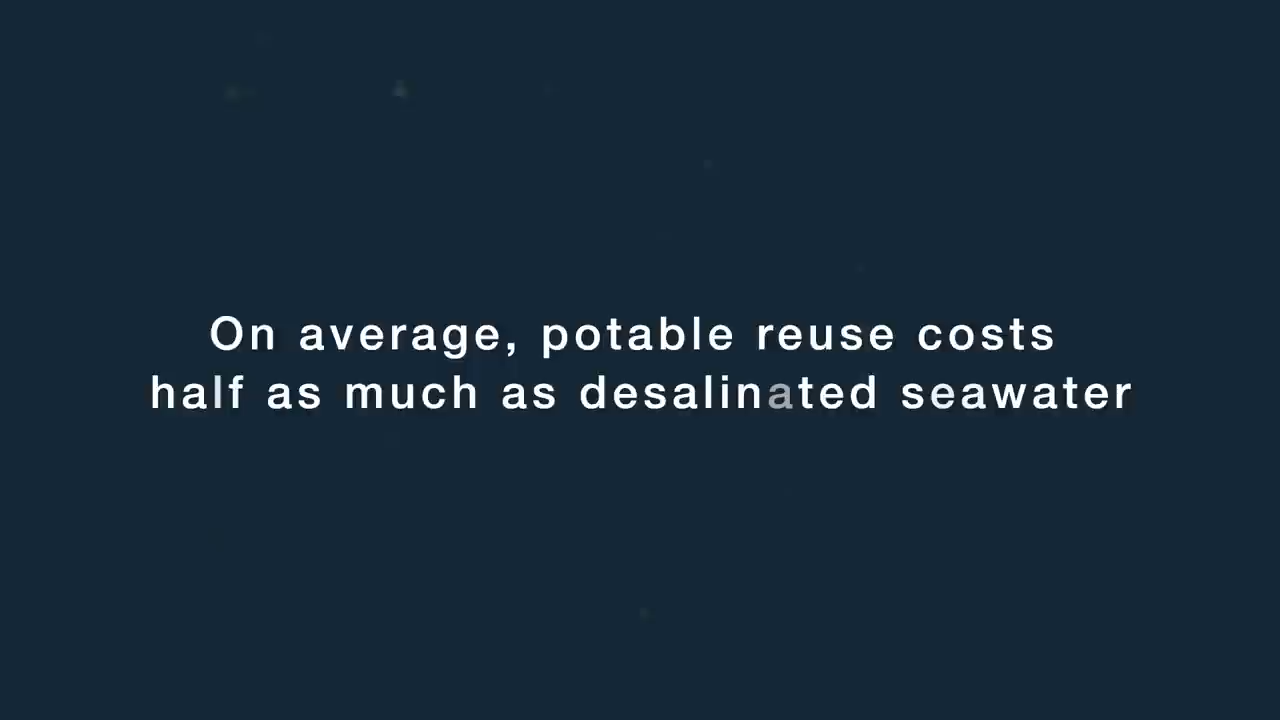 On average, potable reuse costs
half as much as desalinated seawater